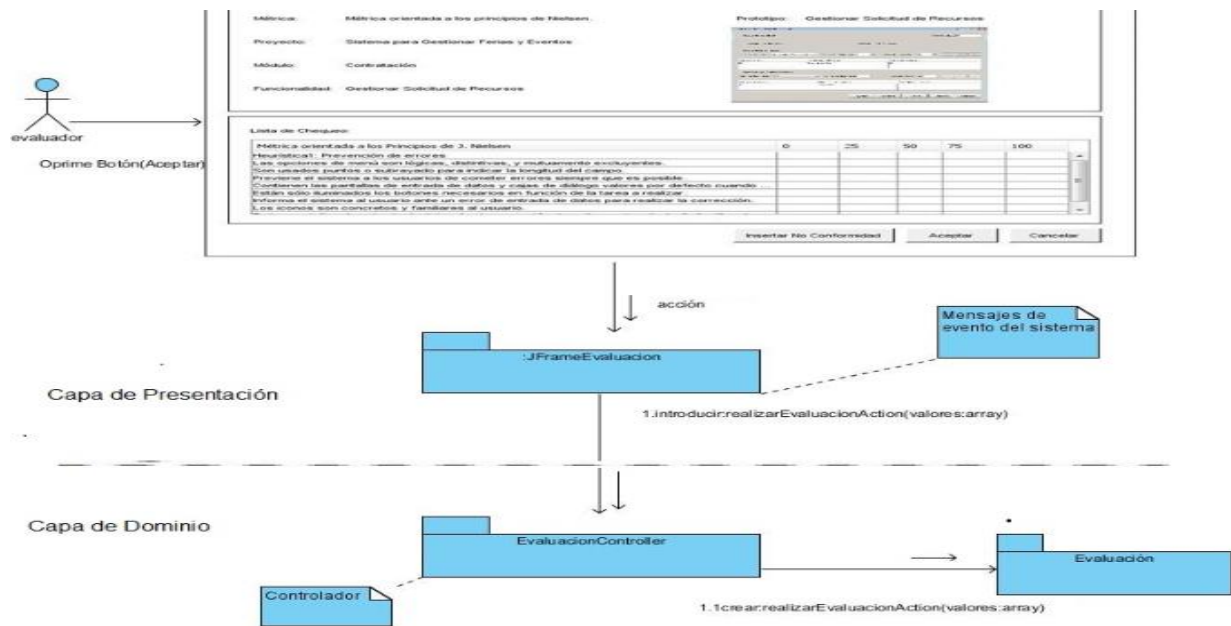 Métrica: Métrica orientada a los principios de Nielsen. Prototipo: Gestionar Solicitud de Recursos
Proyecto: Sistema para Gestionar Ferias y Eventos
Módulo: Contratación
Funcionalidad: Gestionar Solicitud de Recursos
evaluador
Oprime Botón(Aceptar)
Lista de Chequeo:
Métrica orientada a los Principios de J. Nielsen 0 25 50 75 100
Heurística1: Prevención de errores
Las opciones de menú son lógicas, distintivas, y mutuamente excluyentes.
Son usados puntos o subrayado para indicar la longitud del campo.
Previene el sistema a los usuarios de cometer errores siempre que es posible.
Contienen las pantallas de entrada de datos y cajas de diálogo valores por defecto cuando ...
Están sólo iluminados los botones necesarios en función de la tarea a realizar.
Informa el sistema al usuario ante un error de entrada de datos para realizar la corrección.
Los iconos son concretos y familiares al usuario.
Insertar No Conformidad Aceptar Cancelar
acción
Mensajes de
evento del sistema
:JFrameEvaluacion
Capa de Presentación
1.introducir:realizarEvaluacionAction(valores:array)
Capa de Dominio
EvaluacionController
Evaluación
Controlador
1.1crear:realizarEvaluacionAction(valores:array)